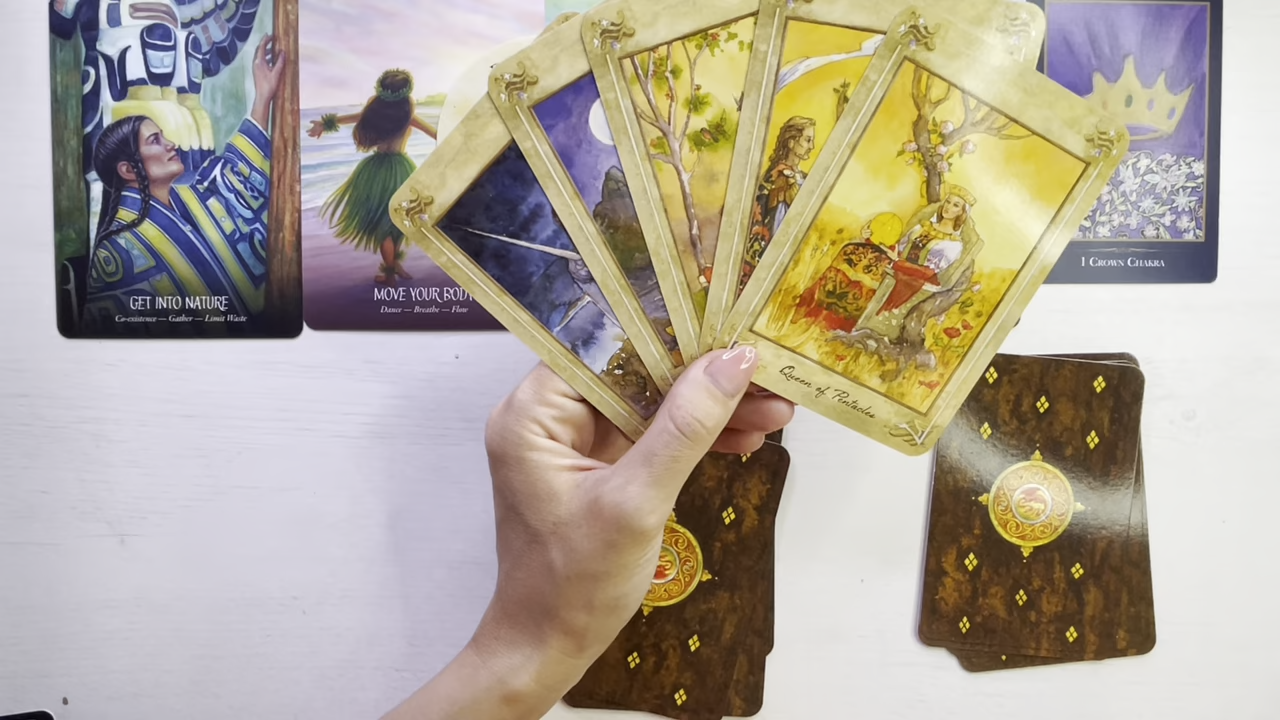 GET INTO NATURE
Co-existence — Gather — Limit Waste
MOVE YOUR BODY
Dance — Breathe — Flow
Queen of Pentacles
1 CROWN CHAKRA